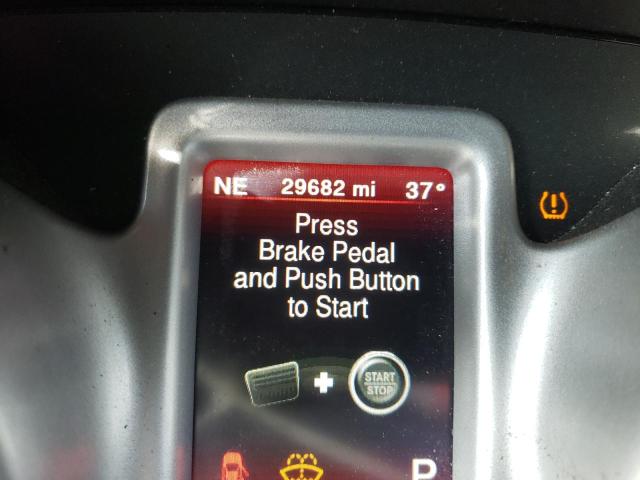 NE 29682 mi 37°
Press
Brake Pedal
and Push Button
to Start
START
STOP
P